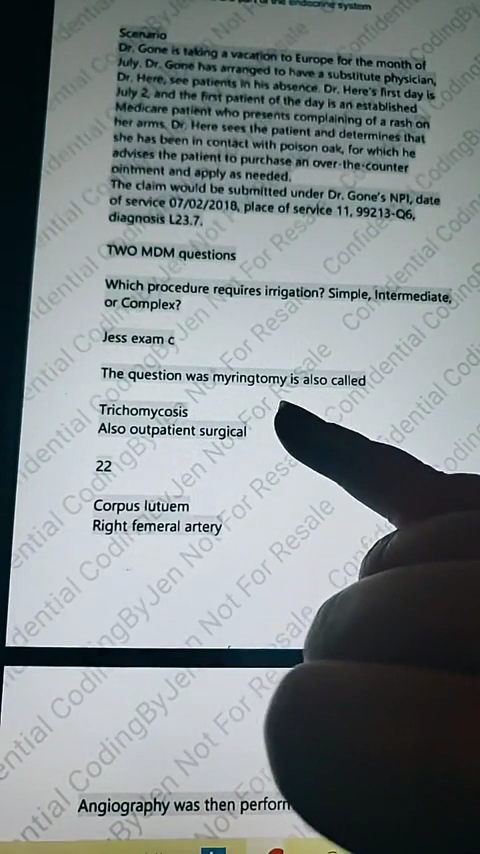 endocrine system
Scenario
Dr. Gone is taking a vacation to Europe for the month of
July. Dr. Gone has arranged to have a substitute physician,
Dr. Here, see patients in his absence. Dr. Here's first day is
July 2, and the first patient of the day is an established
Medicare patient who presents complaining of a rash on
her arms. Dr. Here sees the patient and determines that
she has been in contact with poison oak, for which he
advises the patient to purchase an over-the-counter
ointment and apply as needed.
The claim would be submitted under Dr. Gone's NPI, date
of service 07/02/2018, place of service 11, 99213-Q6,
diagnosis L23.7.
TWO MDM questions
Which procedure requires irrigation? Simple, Intermediate,
or Complex?
Jess exam c
The question was myringtomy is also called
Trichomycosis
Also outpatient surgical
22
Corpus lutuem
Right femeral artery
Angiography was then perform
Confidential CodingByJen Not For Resale